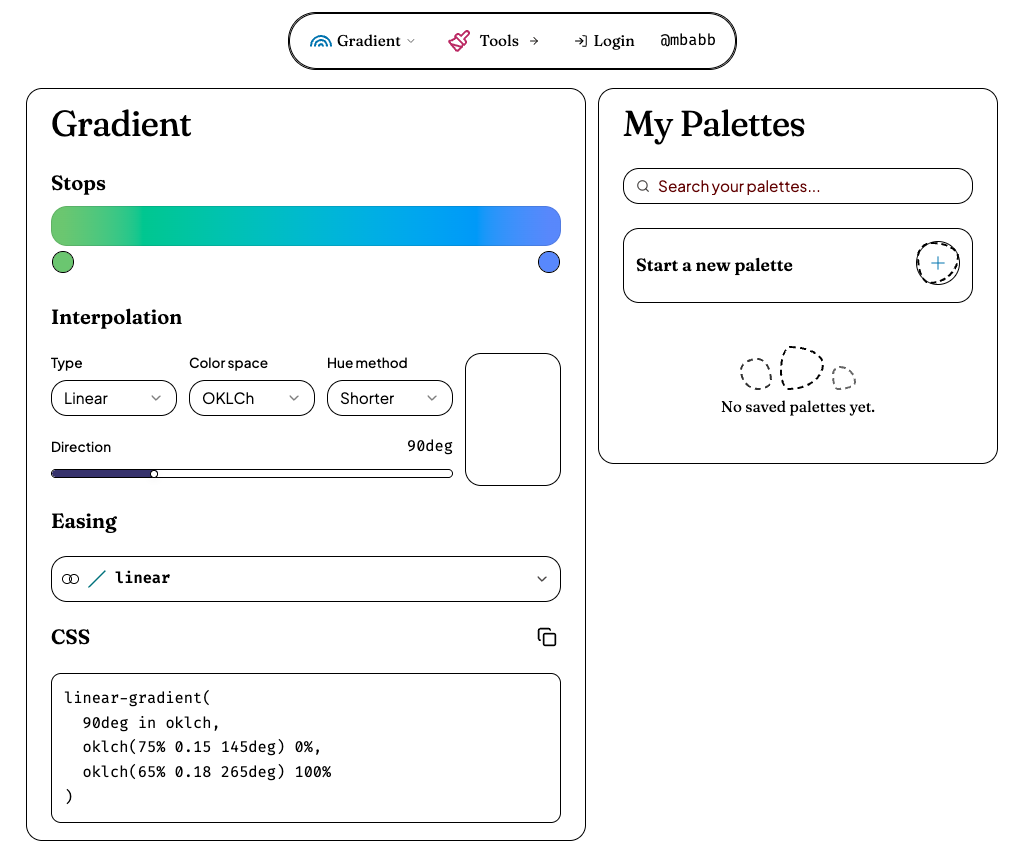 Gradient
Tools
Login
@mbabb
Gradient
Stops
Interpolation
Type
Color space
Hue method
Linear
OKLCh
Shorter
Direction
90deg
Easing
linear
CSS
linear-gradient(
  90deg in oklch,
  oklch(75% 0.15 145deg) 0%,
  oklch(65% 0.18 265deg) 100%
)
My Palettes
Search your palettes...
Start a new palette
No saved palettes yet.